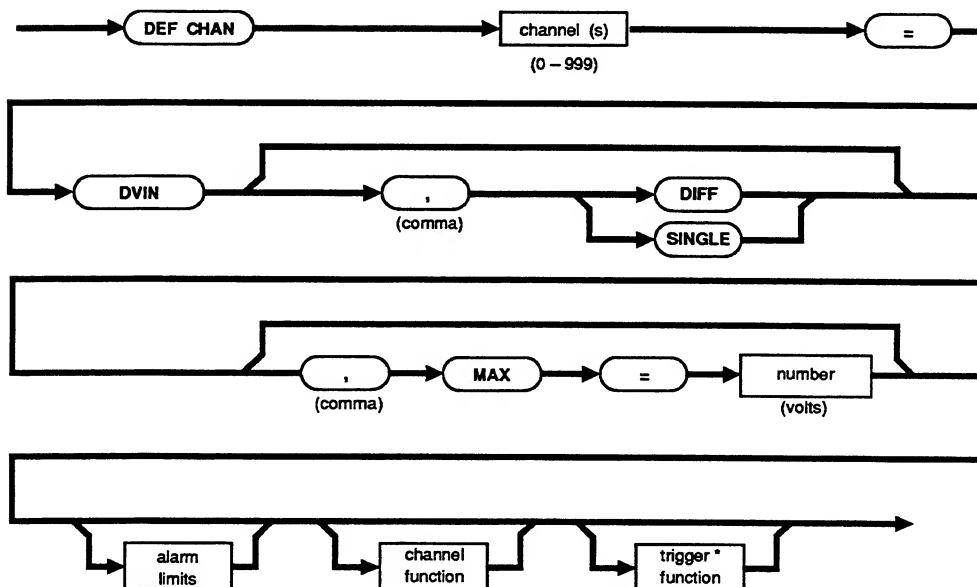 DEF CHAN channel (s) =
(0 – 999)
DVIN , DIFF
(comma)
SINGLE
, MAX = number
(comma) (volts)
alarm limits
channel function
trigger * function